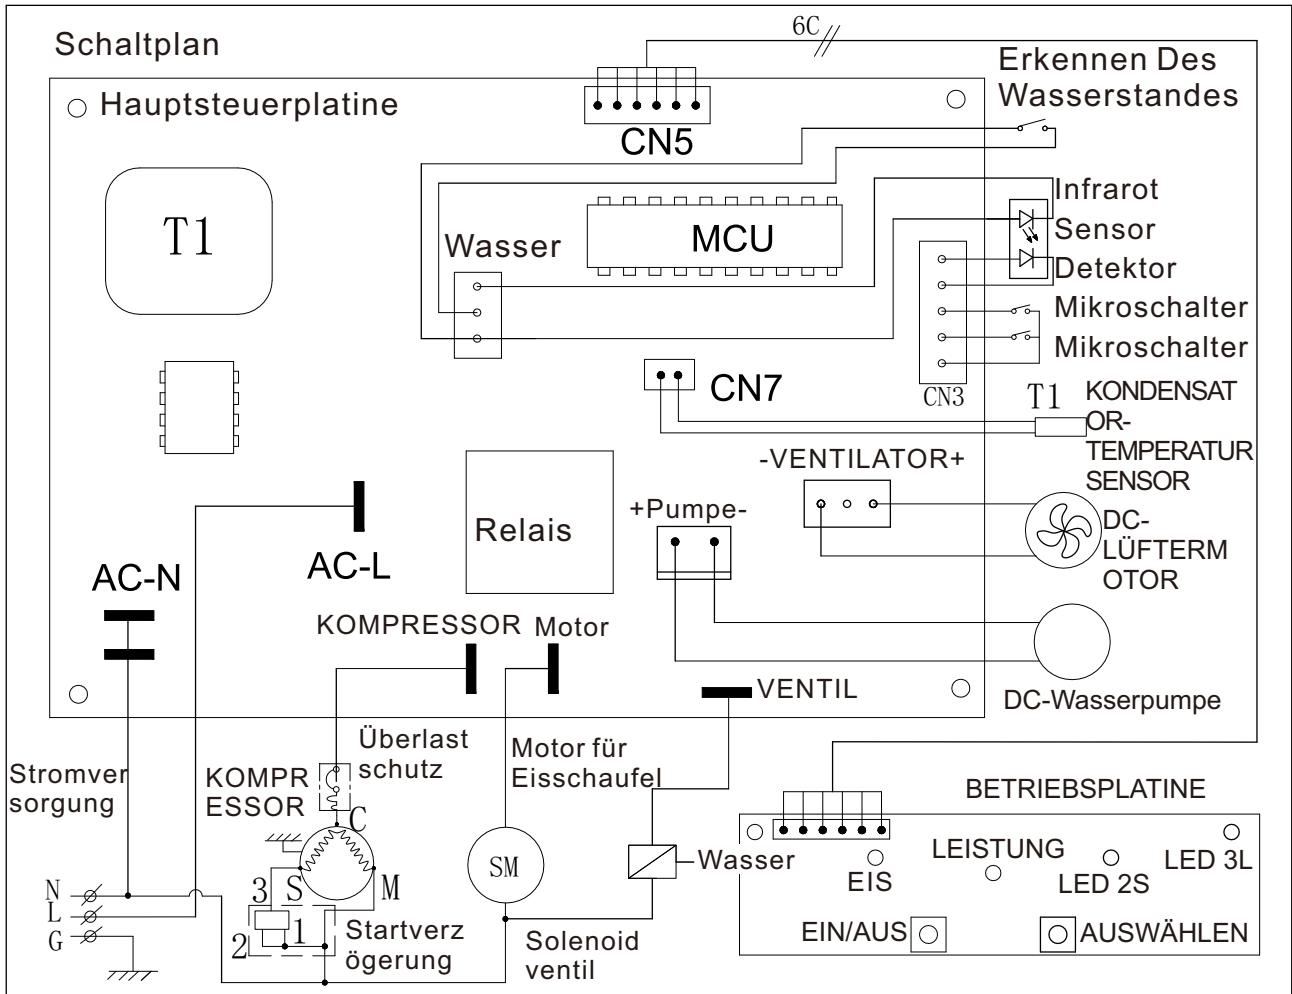 Schaltplan
6C
Erkennen Des
Wasserstandes
Hauptsteuerplatine
CN5
T1
MCU
Infrarot
Sensor
Detektor
Wasser
Mikroschalter
Mikroschalter
CN3
CN7
T1
KONDENSAT
OR-
TEMPERATUR
SENSOR
-VENTILATOR+
+Pumpe-
Relais
DC-
LÜFTERM
OTOR
AC-N
AC-L
KOMPRESSOR
Motor
VENTIL
DC-Wasserpumpe
Stromver
sorgung
KOMPR
ESSOR
Überlast
schutz
Motor für
Eisschaufel
C
S
M
SM
Wasser
N
L
G
3
2
1
Startverz
ögerung
Solenoid
ventil
BETRIEBSPLATINE
EIS
LEISTUNG
LED 2S
LED 3L
EIN/AUS
AUSWÄHLEN